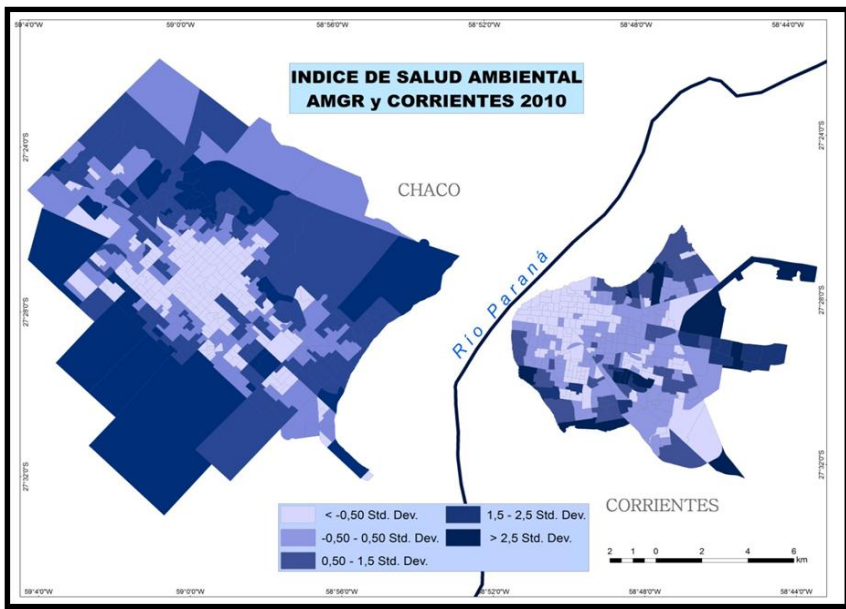 59°4'0"W 59°0'0"W 58°56'0"W 58°52'0"W 58°48'0"W 58°44'0"W
INDICE DE SALUD AMBIENTAL
AMGR y CORRIENTES 2010
27°24'0"S 27°24'0"S
CHACO
Río Paraná
27°28'0"S 27°28'0"S
27°32'0"S 27°32'0"S
CORRIENTES
< -0,50 Std. Dev. 1,5 - 2,5 Std. Dev.
-0,50 - 0,50 Std. Dev. > 2,5 Std. Dev.
0,50 - 1,5 Std. Dev.
2 1 0 2 4 6
km
59°4'0"W 59°0'0"W 58°56'0"W 58°52'0"W 58°48'0"W 58°44'0"W